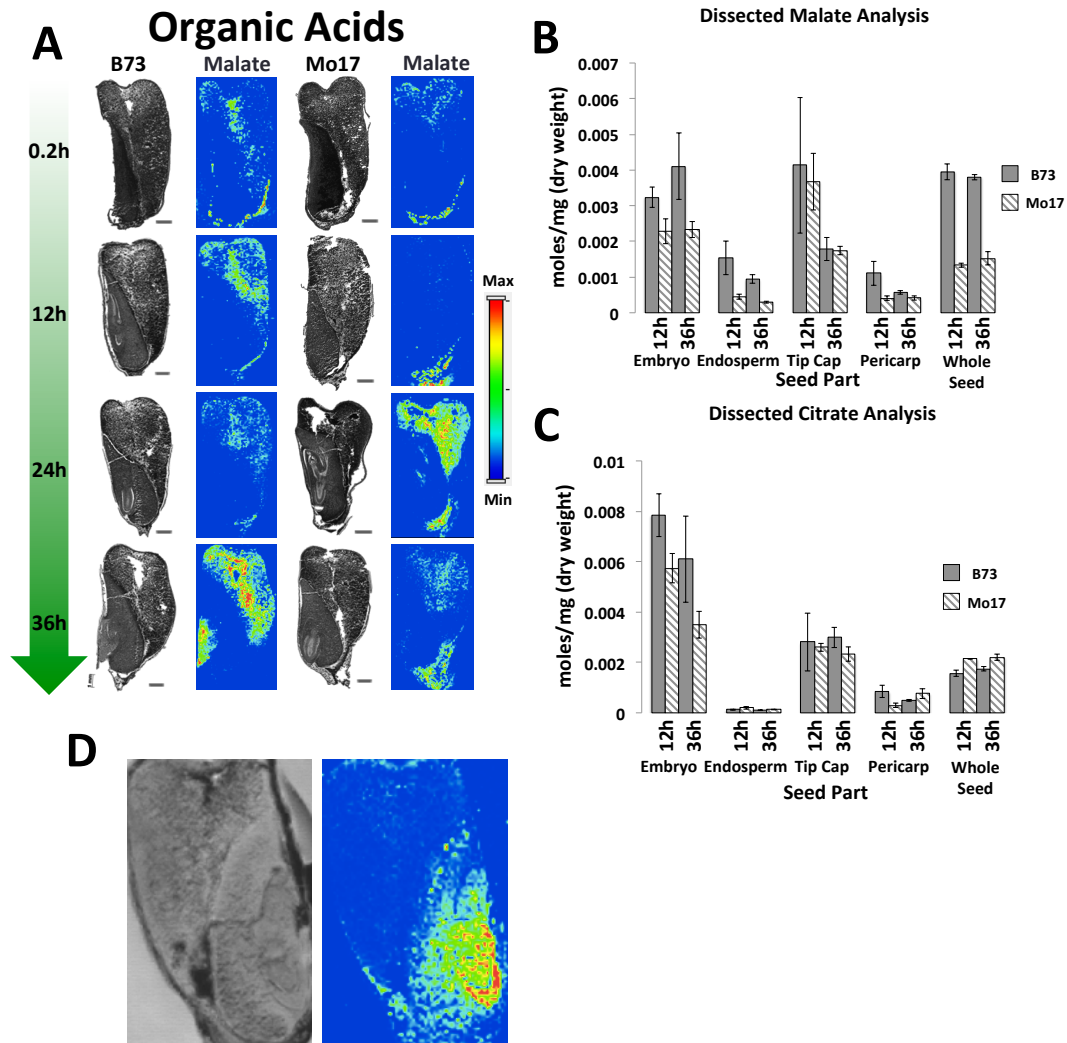 Organic Acids
A
B73
Malate
Mo17
Malate
0.2h
12h
24h
36h
Max
Min
Dissected Malate Analysis
B
moles/mg (dry weight)
0.007
0.006
0.005
0.004
0.003
0.002
0.001
0
B73
Mo17
12h 36h 12h 36h 12h 36h 12h 36h 12h 36h
Embryo Endosperm Tip Cap Pericarp Whole
Seed
Seed Part
Dissected Citrate Analysis
C
moles/mg (dry weight)
0.01
0.008
0.006
0.004
0.002
0
B73
Mo17
12h 36h 12h 36h 12h 36h 12h 36h 12h 36h
Embryo Endosperm Tip Cap Pericarp Whole
Seed
Seed Part
D